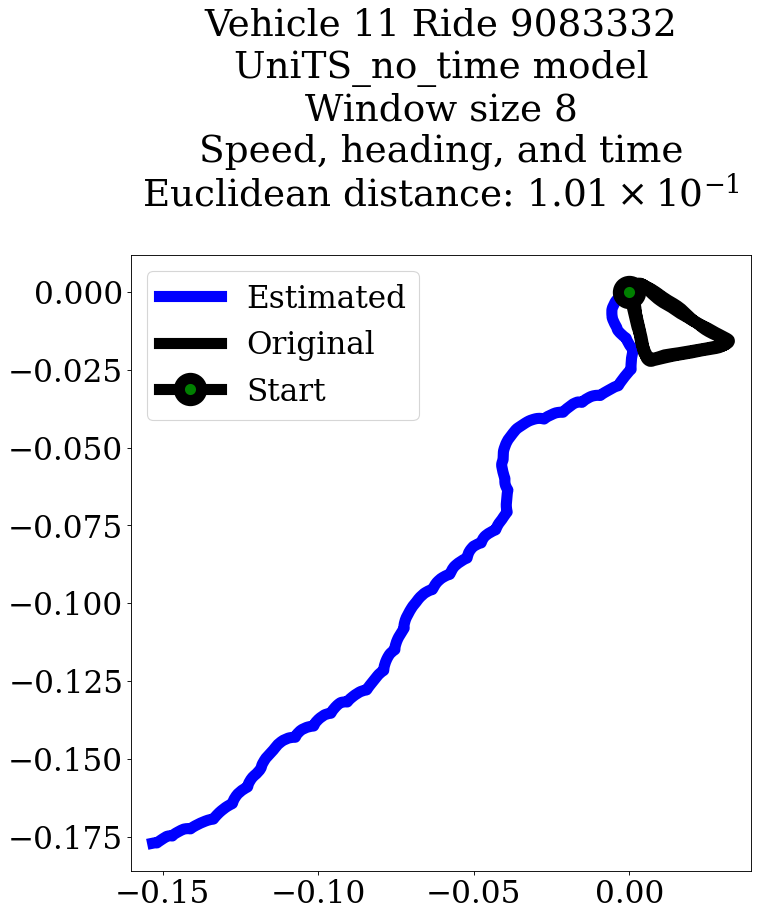 Vehicle 11 Ride 9083332
UniTS_no_time model
Window size 8
Speed, heading, and time
Euclidean distance: 1.01 × 10⁻¹
Estimated
Original
Start
0.000
−0.025
−0.050
−0.075
−0.100
−0.125
−0.150
−0.175
−0.15
−0.10
−0.05
0.00